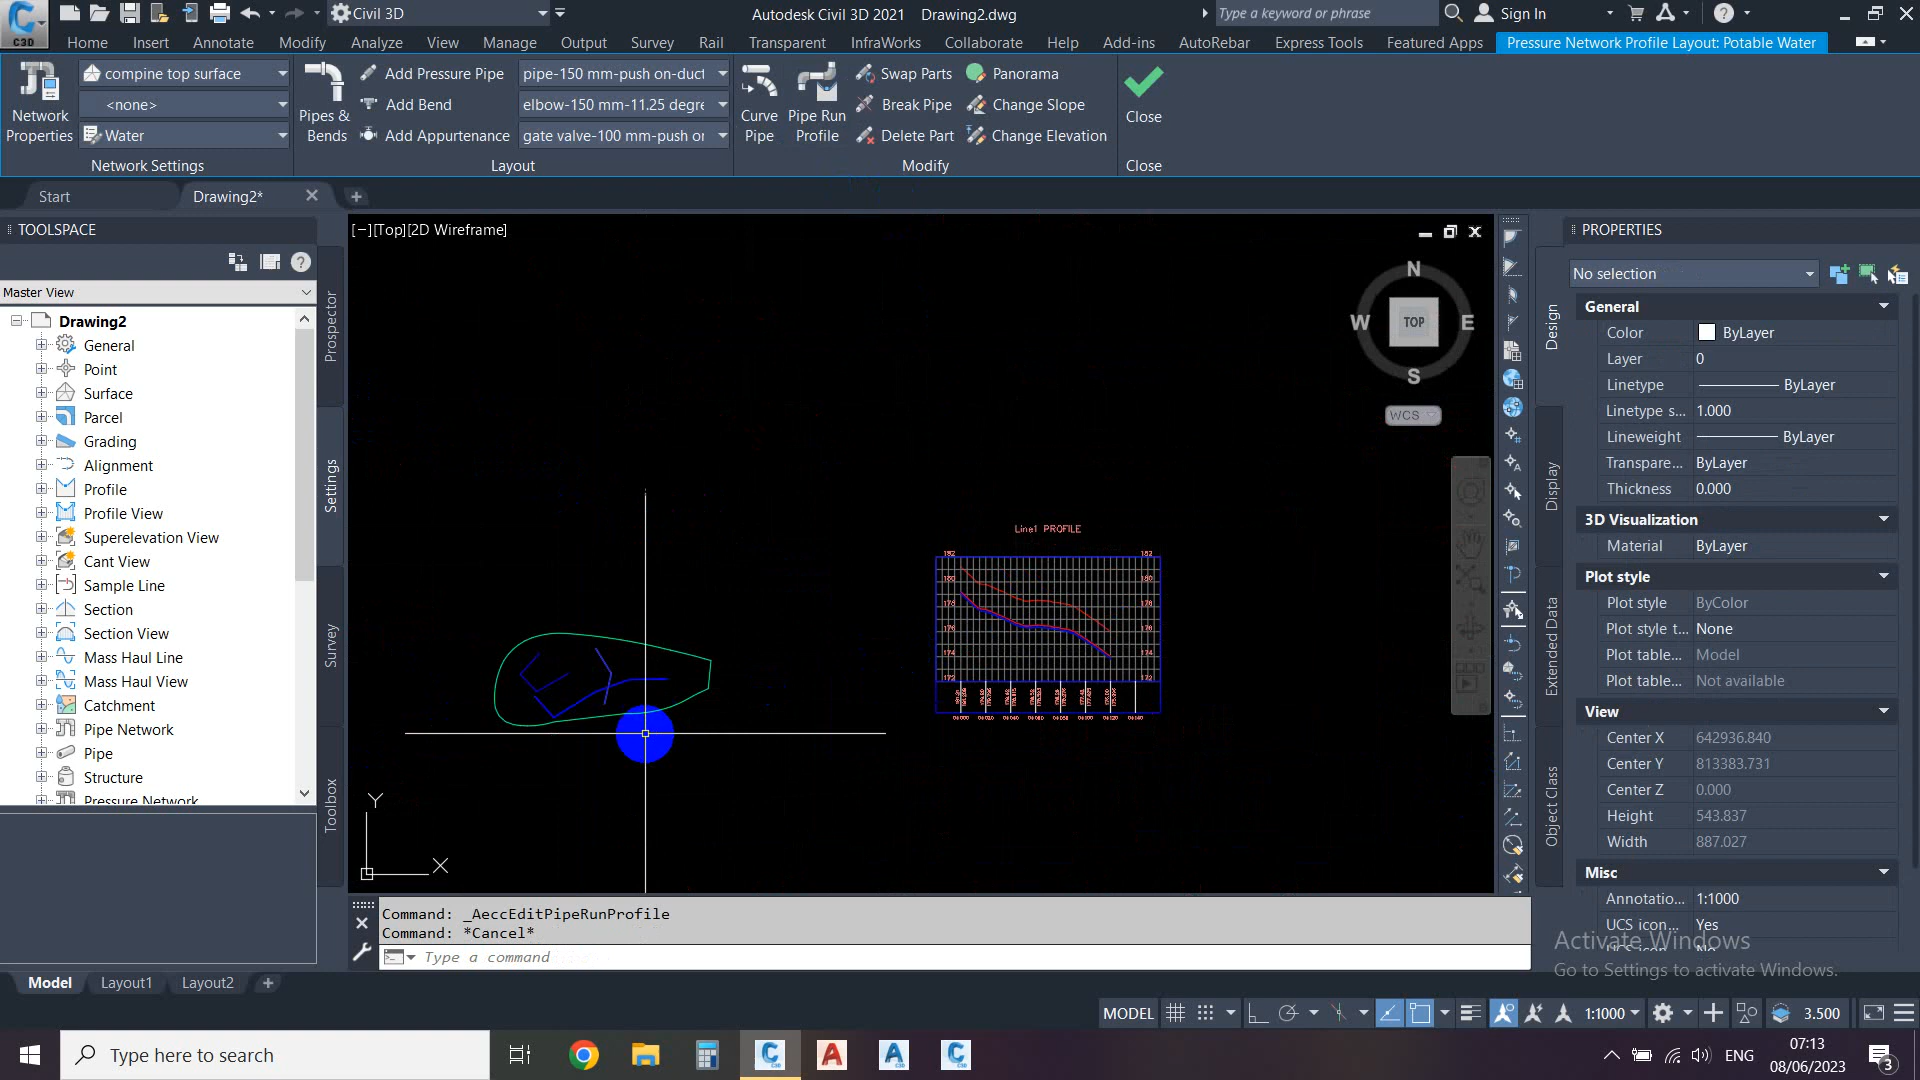 Civil 3D
Autodesk Civil 3D 2021 Drawing2.dwg
Type a keyword or phrase
Sign In
C3D
Home Insert Annotate Modify Analyze View Manage Output Survey Rail Transparent InfraWorks Collaborate Help Add-ins AutoRebar Express Tools Featured Apps Pressure Network Profile Layout: Potable Water
Network Properties
compine top surface
<none>
Water
Network Settings
Pipes & Bends
Add Pressure Pipe
Add Bend
Add Appurtenance
pipe-150 mm-push on-duct
elbow-150 mm-11.25 degre
gate valve-100 mm-push or
Layout
Curve Pipe
Pipe Run Profile
Swap Parts
Break Pipe
Delete Part
Panorama
Change Slope
Change Elevation
Modify
Close
Close
Start
Drawing2*
TOOLSPACE
Master View
Drawing2
General
Point
Surface
Parcel
Grading
Alignment
Profile
Profile View
Superelevation View
Cant View
Sample Line
Section
Section View
Mass Haul Line
Mass Haul View
Catchment
Pipe Network
Pipe
Structure
Pressure Network
Prospector
Settings
Survey
Toolbox
[−][Top][2D Wireframe]
N
W TOP E
S
WCS
Line1 PROFILE
Y
X
Command: _AeccEditPipeRunProfile
Command: *Cancel*
Type a command
PROPERTIES
No selection
General
Color ByLayer
Layer 0
Linetype ByLayer
Linetype s... 1.000
Lineweight ByLayer
Transpare... ByLayer
Thickness 0.000
3D Visualization
Material ByLayer
Plot style
Plot style ByColor
Plot style t... None
Plot table... Model
Plot table... Not available
View
Center X 642936.840
Center Y 813383.731
Center Z 0.000
Height 543.837
Width 887.027
Misc
Annotatio... 1:1000
UCS icon... Yes
UCS icon... No
Design
Display
Extended Data
Object Class
Activate Windows
Go to Settings to activate Windows.
Model Layout1 Layout2
MODEL
1:1000
3.500
Type here to search
ENG
07:13
08/06/2023
3